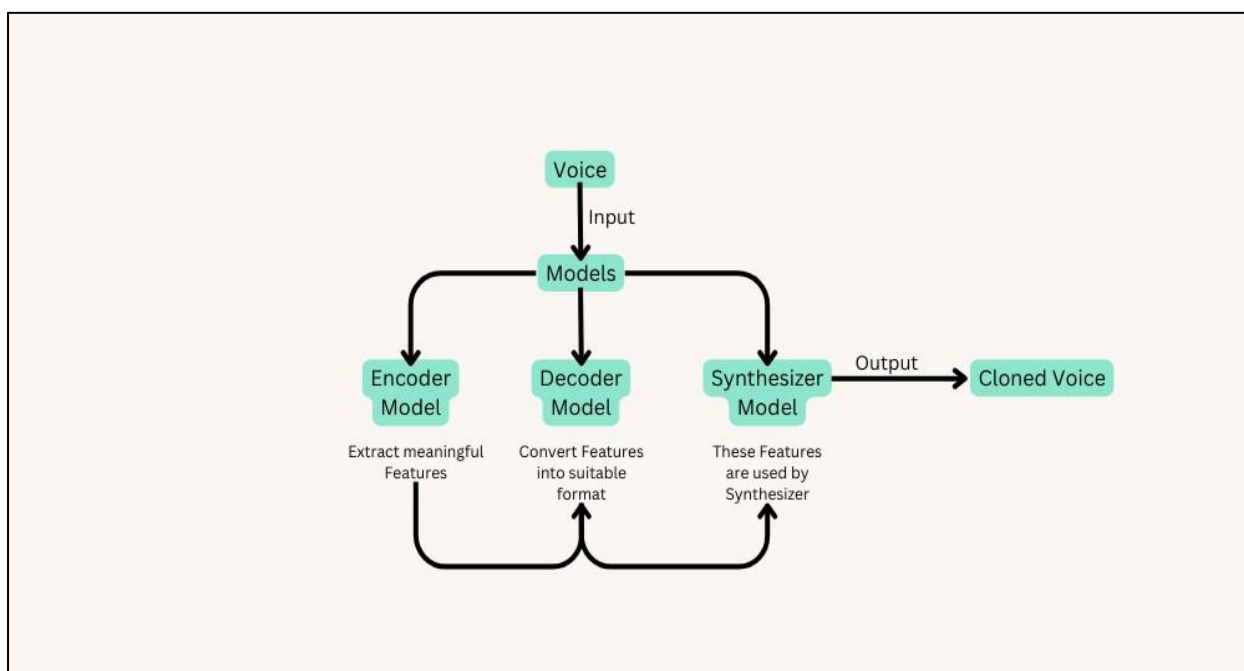 Voice
Input
Models
Encoder
Model
Decoder
Model
Synthesizer
Model
Output
Cloned Voice
Extract meaningful
Features
Convert Features
into suitable
format
These Features
are used by
Synthesizer